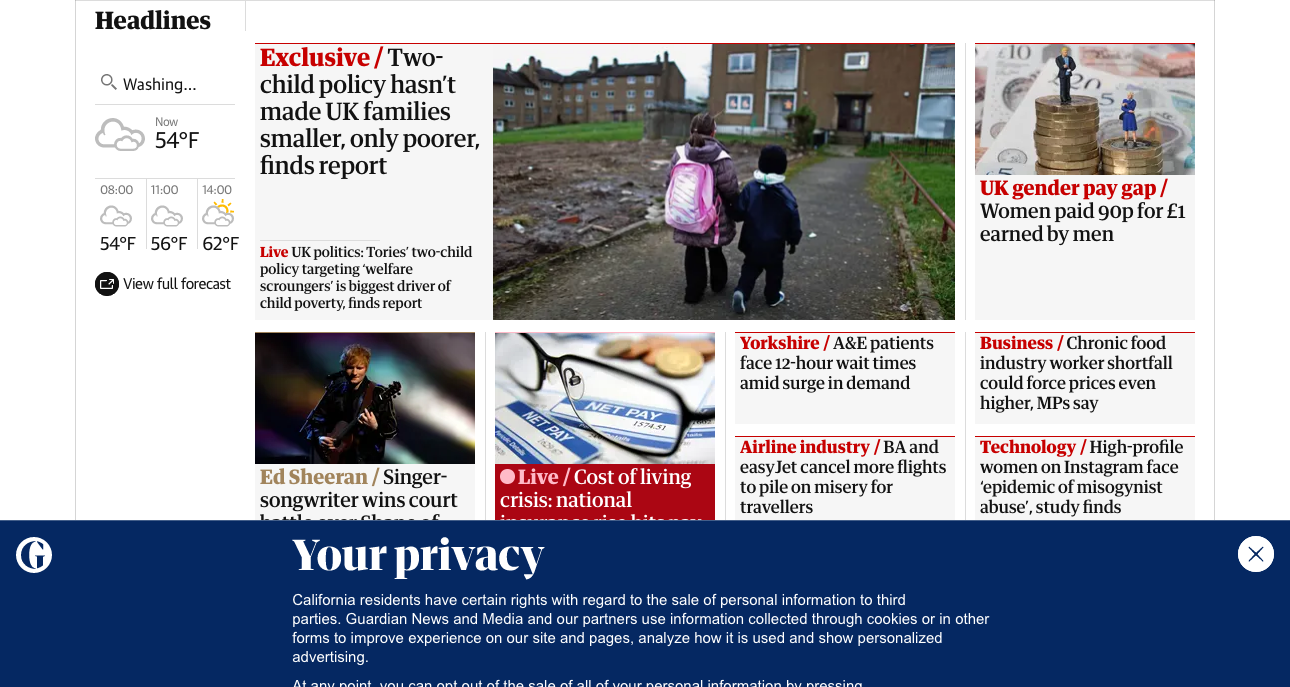 Headlines
Washing...
Now
54°F
08:00
11:00
14:00
54°F
56°F
62°F
View full forecast
Exclusive / Two-
child policy hasn't
made UK families
smaller, only poorer,
finds report
Live UK politics: Tories' two-child
policy targeting 'welfare
scroungers' is biggest driver of
child poverty, finds report
UK gender pay gap /
Women paid 90p for £1
earned by men
Ed Sheeran / Singer-
songwriter wins court
NET PAY
1574.51
NET PAY
Live / Cost of living
crisis: national
Yorkshire / A&E patients
face 12-hour wait times
amid surge in demand
Business / Chronic food
industry worker shortfall
could force prices even
higher, MPs say
Airline industry / BA and
easyJet cancel more flights
to pile on misery for
travellers
Technology / High-profile
women on Instagram face
'epidemic of misogynist
abuse', study finds
Your privacy
California residents have certain rights with regard to the sale of personal information to third
parties. Guardian News and Media and our partners use information collected through cookies or in other
forms to improve experience on our site and pages, analyze how it is used and show personalized
advertising.
At any point, you can opt out of the sale of all of your personal information by pressing